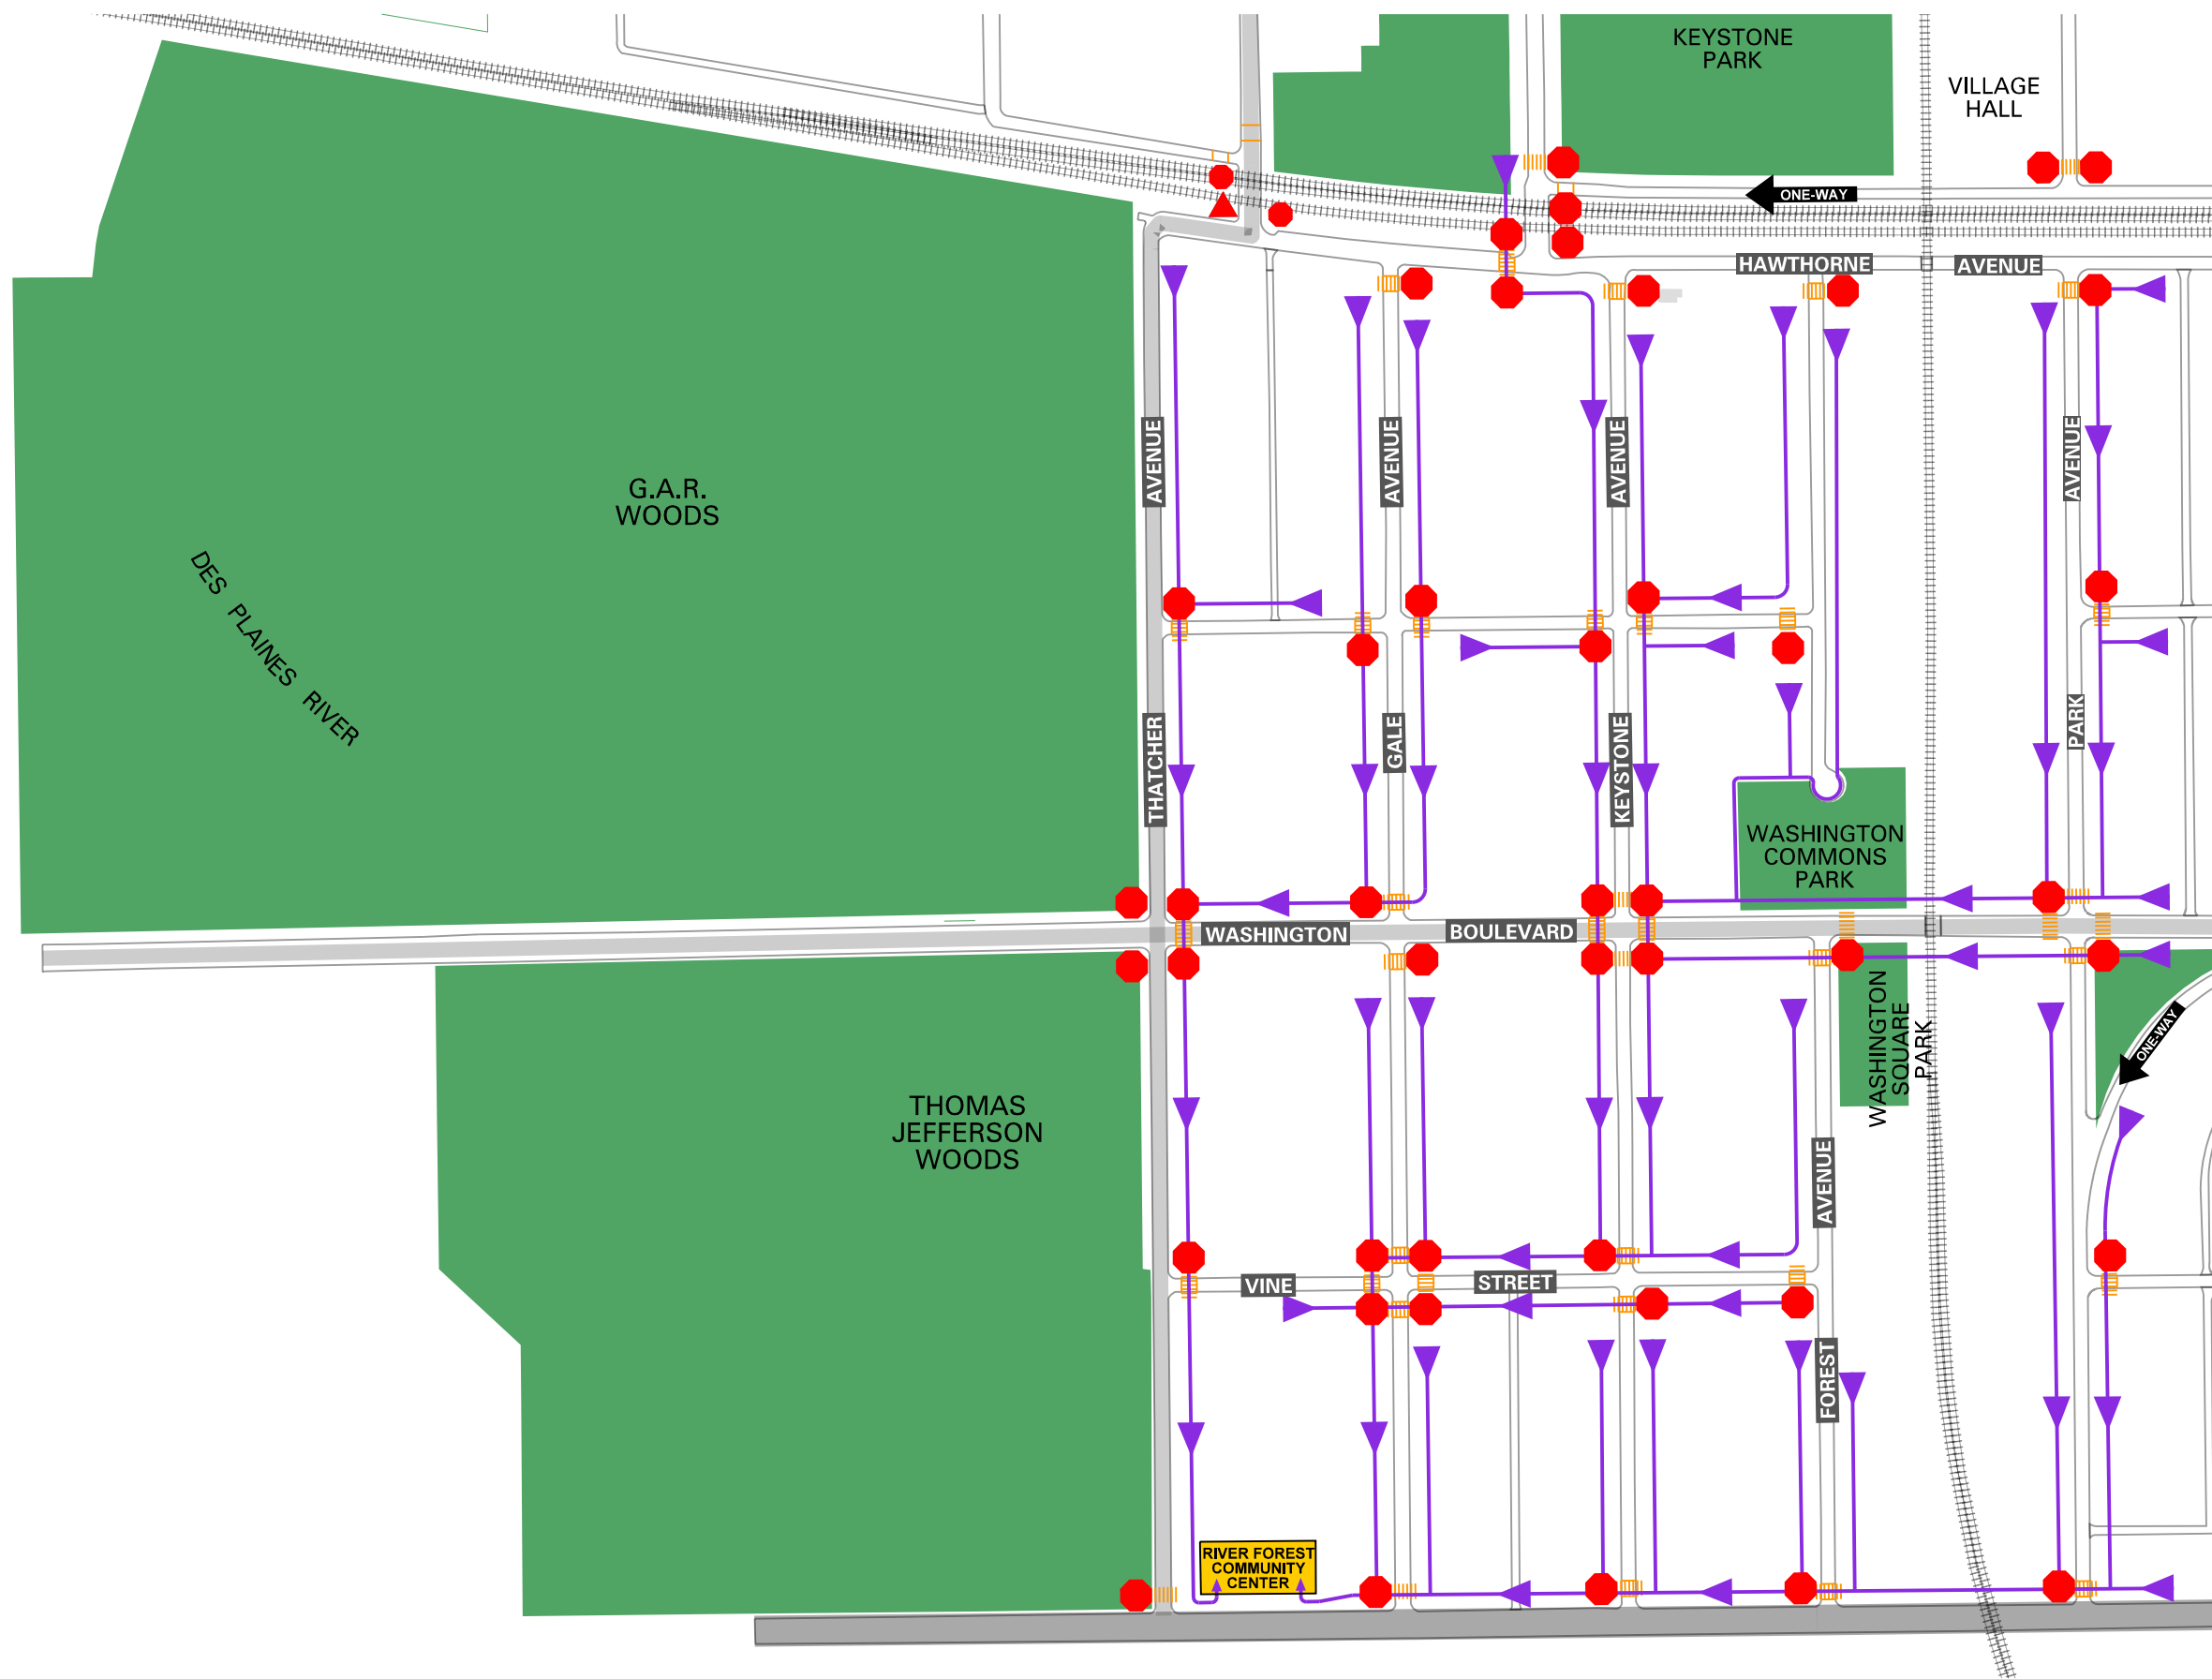 KEYSTONE
PARK
VILLAGE
HALL
ONE-WAY
HAWTHORNE
AVENUE
AVENUE
AVENUE
AVENUE
AVENUE
G.A.R.
WOODS
DES PLAINES RIVER
THATCHER
GALE
KEYSTONE
PARK
WASHINGTON
COMMONS
PARK
WASHINGTON
BOULEVARD
WASHINGTON
SQUARE
PARK
ONE-WAY
THOMAS
JEFFERSON
WOODS
AVENUE
VINE
STREET
FOREST
RIVER FOREST
COMMUNITY
CENTER